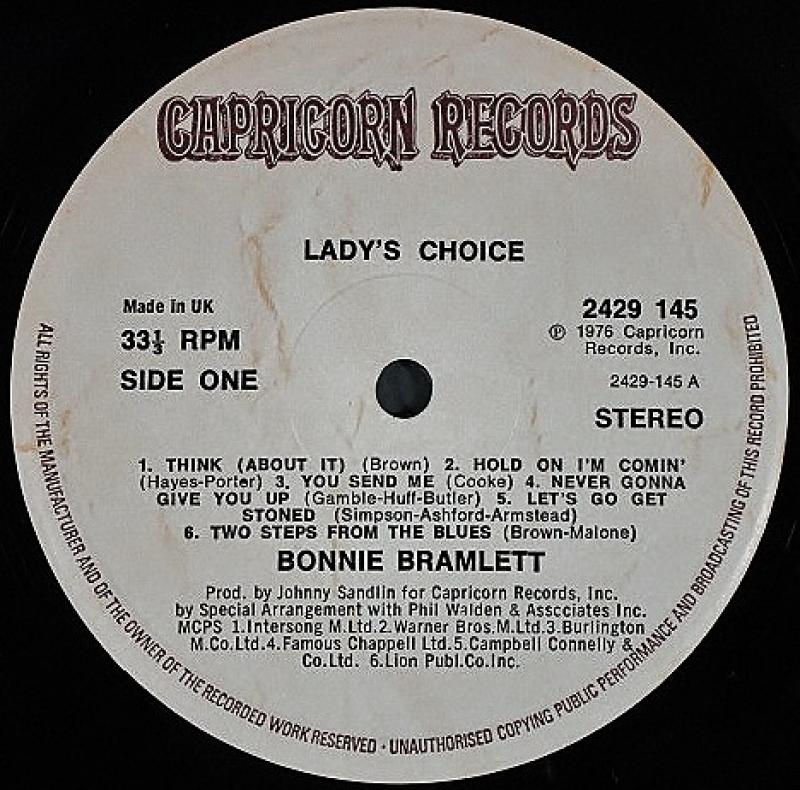 CAPRICORN RECORDS
LADY'S CHOICE
Made in UK
33⅓ RPM
SIDE ONE
2429 145
℗ 1976 Capricorn
Records, Inc.
2429-145 A
STEREO
1. THINK (ABOUT IT) (Brown) 2. HOLD ON I'M COMIN'
(Hayes-Porter) 3. YOU SEND ME (Cooke) 4. NEVER GONNA
GIVE YOU UP (Gamble-Huff-Butler) 5. LET'S GO GET
STONED (Simpson-Ashford-Armstead)
6. TWO STEPS FROM THE BLUES (Brown-Malone)
BONNIE BRAMLETT
Prod. by Johnny Sandlin for Capricorn Records, Inc.
by Special Arrangement with Phil Walden & Asscciates Inc.
MCPS 1.Intersong M.Ltd.2.Warner Bros.M.Ltd.3.Burlington
M.Co.Ltd.4.Famous Chappell Ltd.5.Campbell Connelly &
Co.Ltd. 6.Lion Publ.Co.Inc.
ALL RIGHTS OF THE MANUFACTURER AND OF THE OWNER OF THE RECORDED WORK RESERVED · UNAUTHORISED COPYING PUBLIC PERFORMANCE AND BROADCASTING OF THIS RECORD PROHIBITED